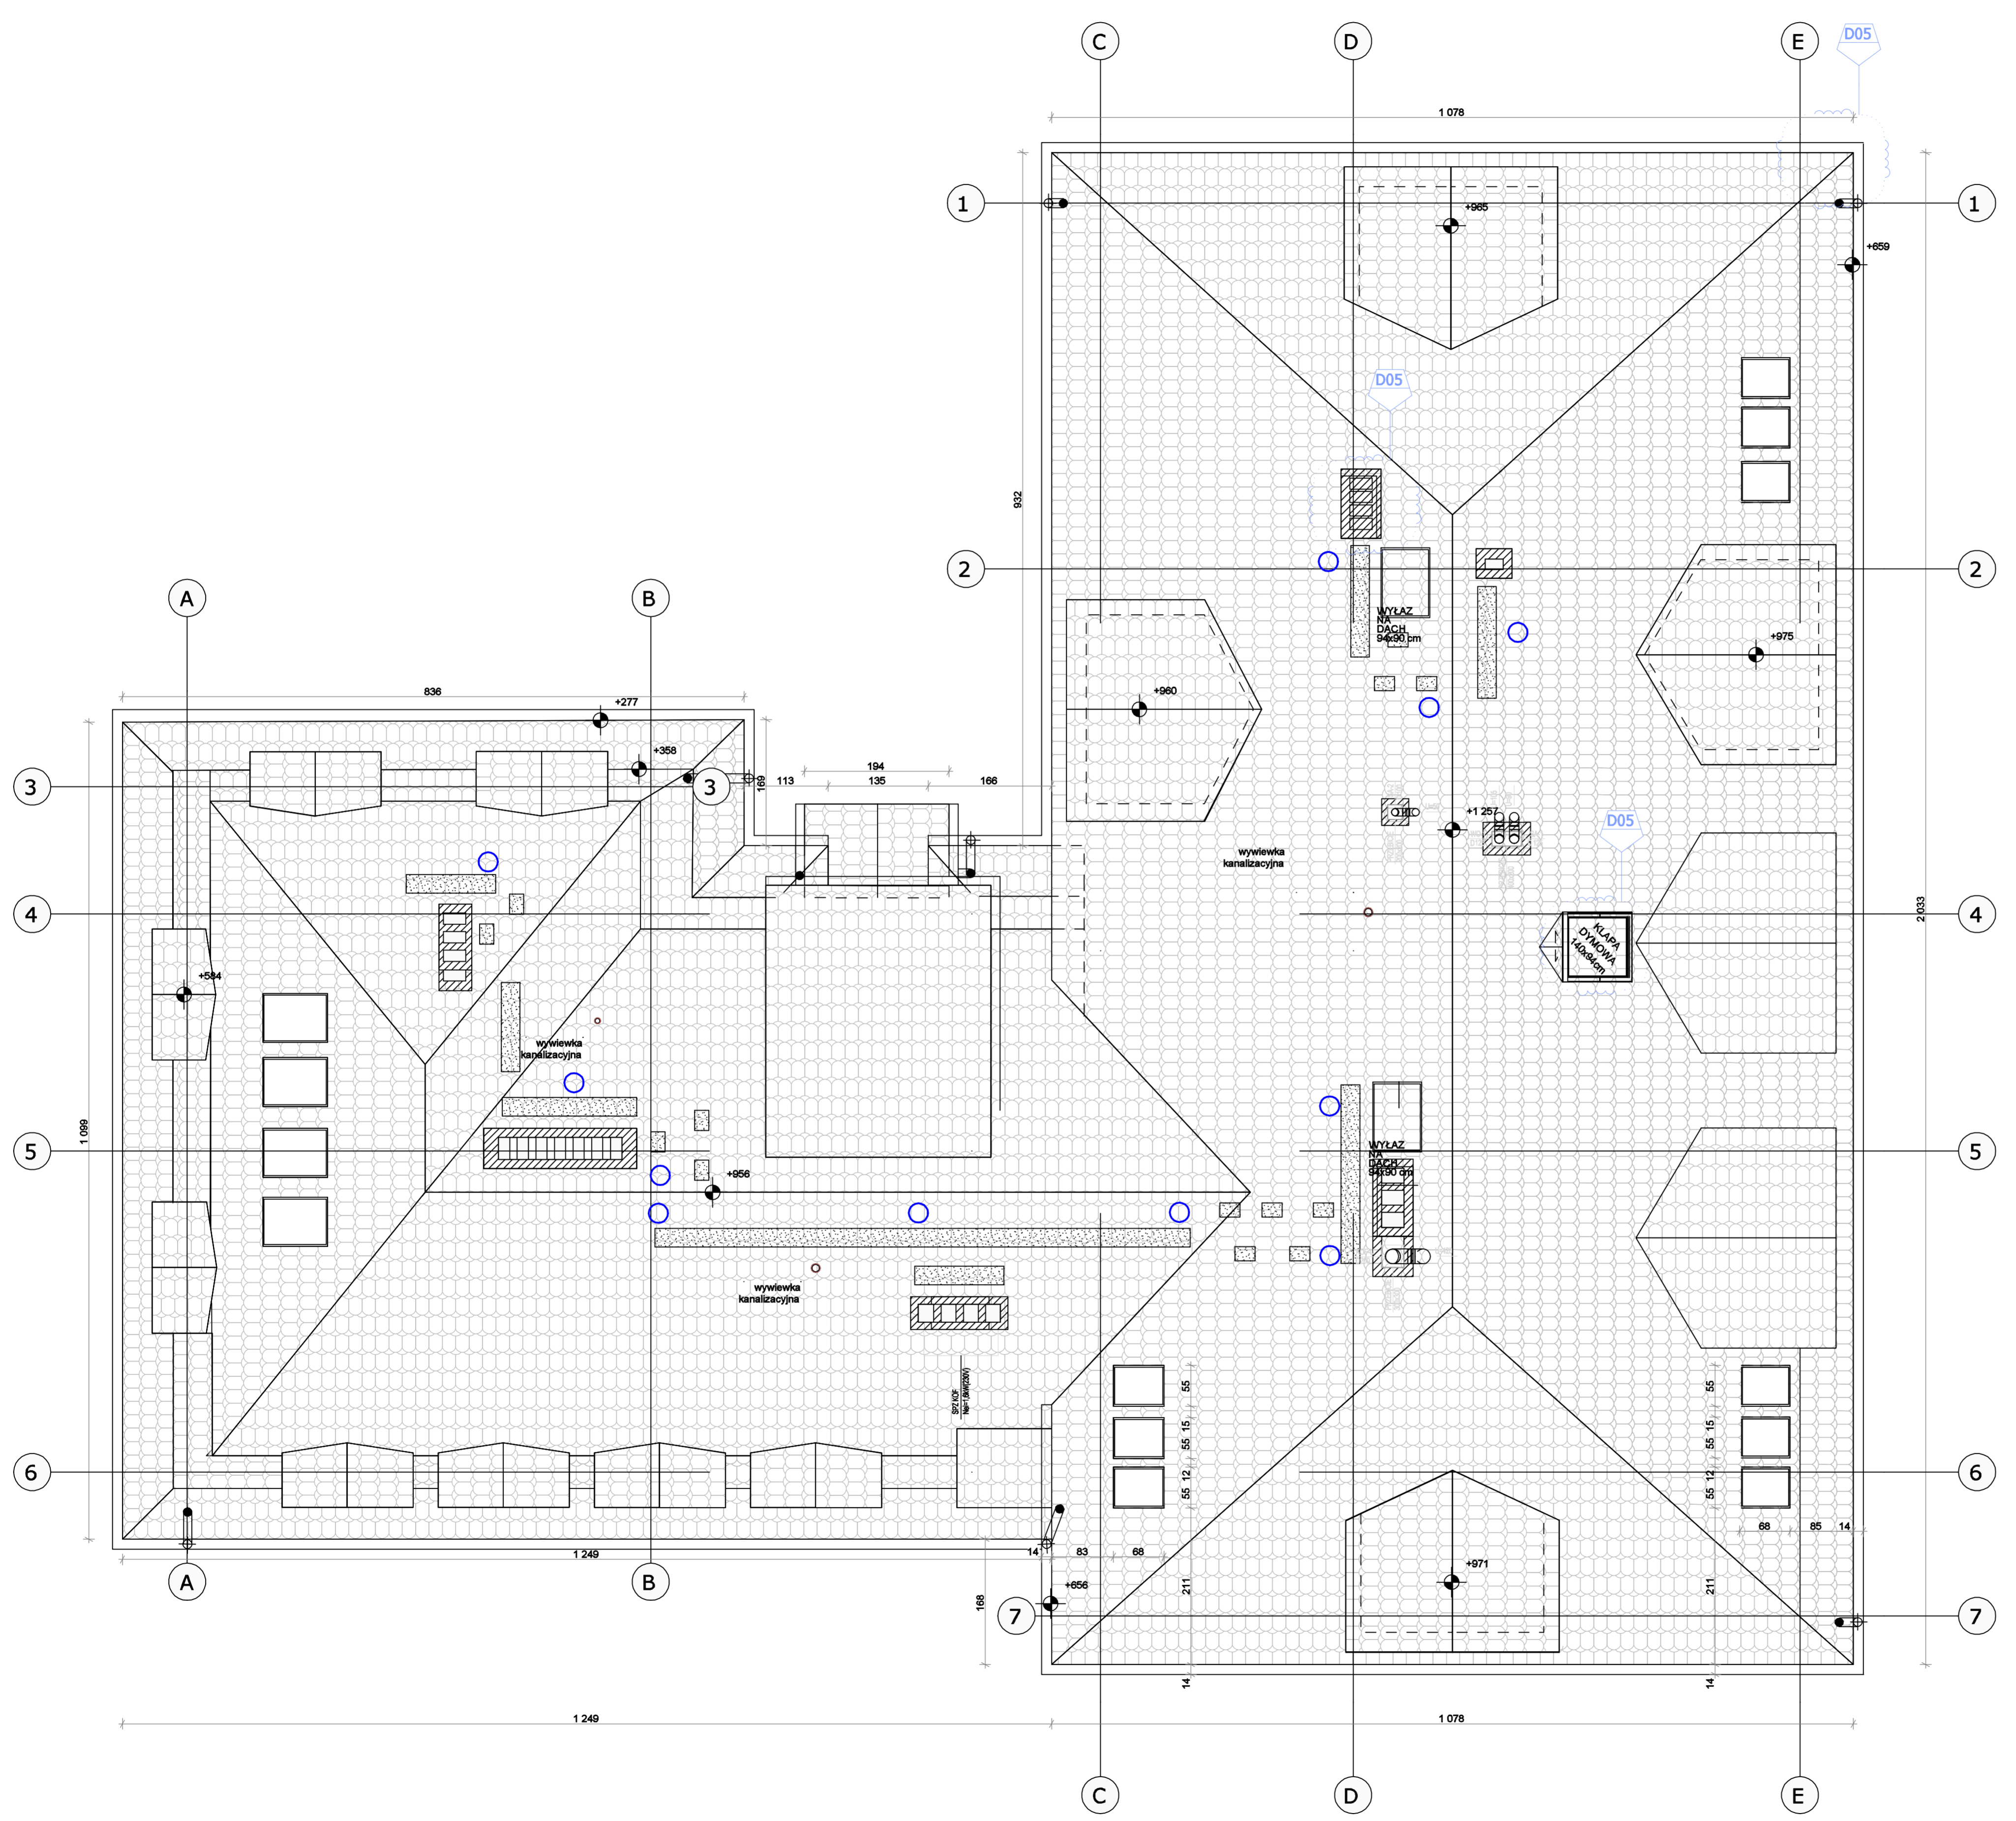 C
D
E
D05
1 078
1
1
+965
+659
D05
932
2
2
WYŁAZ
NA
DACH
94x90 cm
A
B
+975
+960
836
+277
+358
194
3
3
169
113
135
166
+1 257
D05
wywiewka
kanalizacyjna
4
4
2 033
KLAPA
DYMOWA
140x94cm
+584
wywiewka
kanalizacyjna
1 099
5
5
WYŁAZ
NA
DACH
94x90 cm
+956
wywiewka
kanalizacyjna
55
55
15
15
55
55
6
12
12
6
55
55
68
85
14
1 249
14
83
68
+971
A
B
+656
168
211
211
7
7
14
14
1 249
1 078
C
D
E